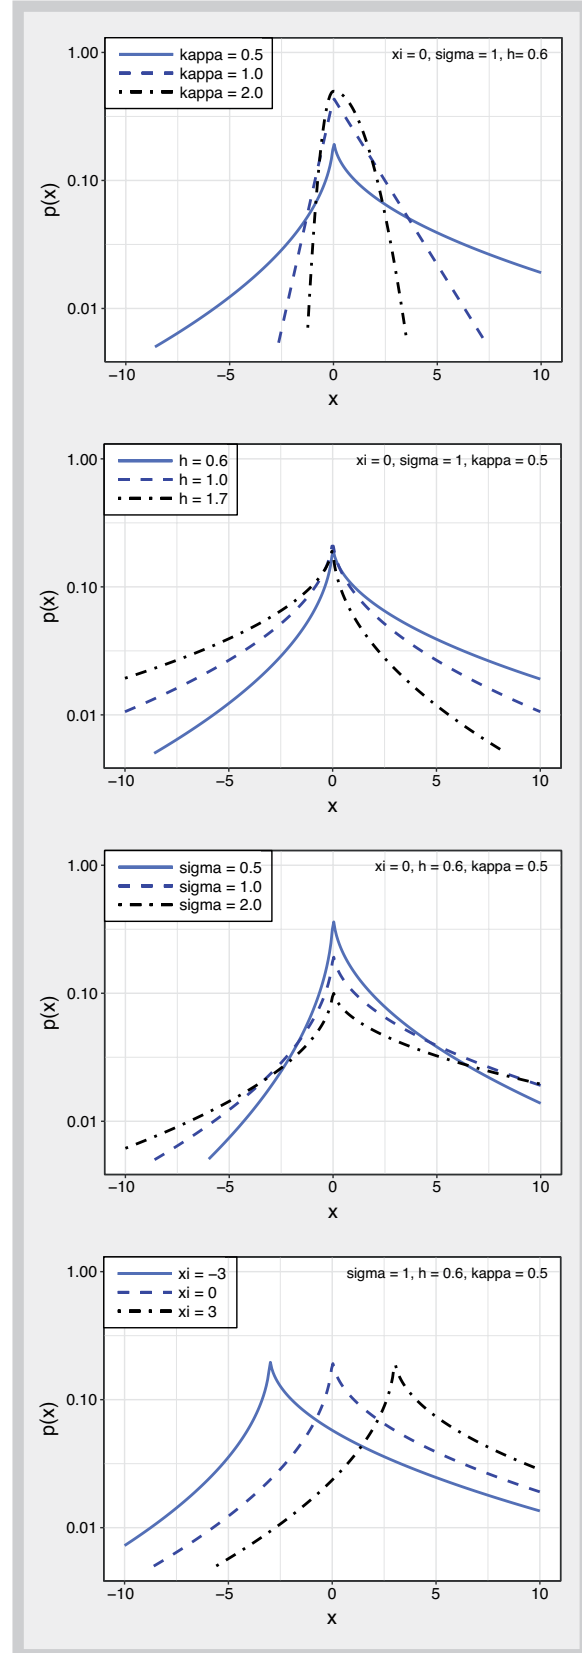 kappa = 0.5
kappa = 1.0
kappa = 2.0
xi = 0, sigma = 1, h= 0.6
1.00
0.10
0.01
p(x)
−10 −5 0 5 10
x
h = 0.6
h = 1.0
h = 1.7
xi = 0, sigma = 1, kappa = 0.5
1.00
0.10
0.01
p(x)
−10 −5 0 5 10
x
sigma = 0.5
sigma = 1.0
sigma = 2.0
xi = 0, h = 0.6, kappa = 0.5
1.00
0.10
0.01
p(x)
−10 −5 0 5 10
x
xi = −3
xi = 0
xi = 3
sigma = 1, h = 0.6, kappa = 0.5
1.00
0.10
0.01
p(x)
−10 −5 0 5 10
x